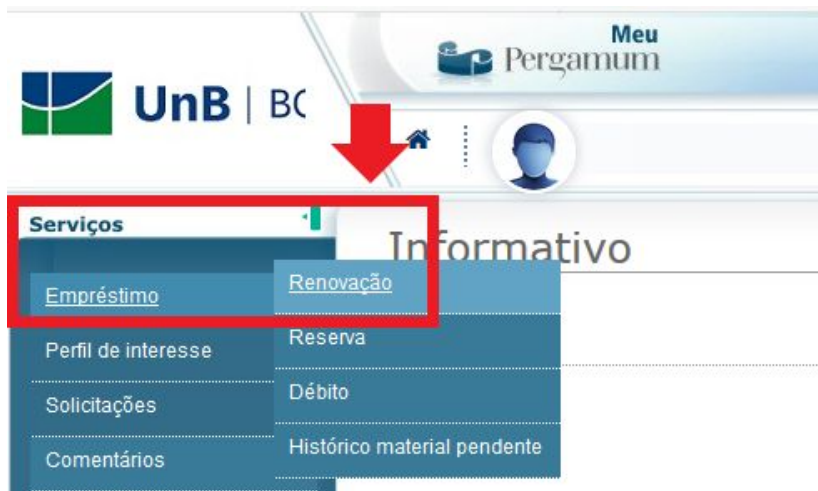 Meu
Pergamum
UnB | BC
Serviços
Informativo
Empréstimo
Renovação
Perfil de interesse
Reserva
Solicitações
Débito
Comentários
Histórico material pendente